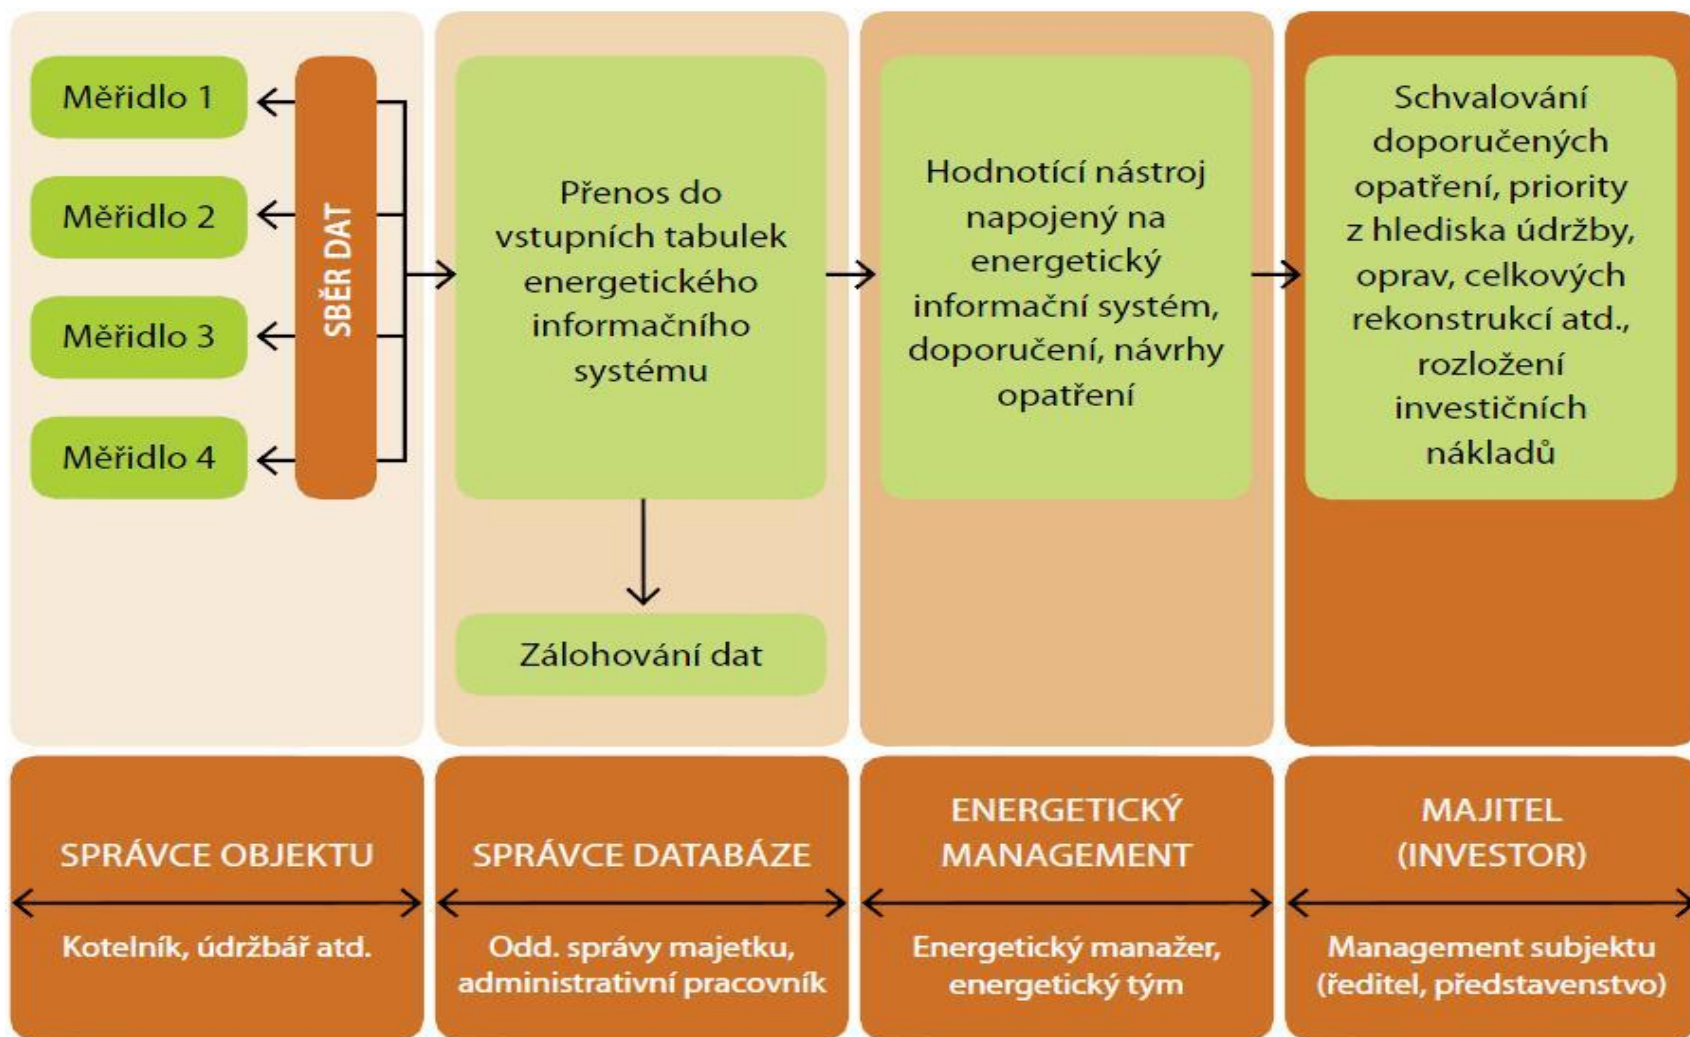 Měřidlo 1
Měřidlo 2
Měřidlo 3
Měřidlo 4
SBĚR DAT
Přenos do
vstupních tabulek
energetického
informačního
systému
Zálohování dat
Hodnotící nástroj
napojený na
energetický
informační systém,
doporučení, návrhy
opatření
Schvalování
doporučených
opatření, priority
z hlediska údržby,
oprav, celkových
rekonstrukcí atd.,
rozložení
investičních
nákladů
SPRÁVCE OBJEKTU
Kotelník, údržbář atd.
SPRÁVCE DATABÁZE
Odd. správy majetku,
administrativní pracovník
ENERGETICKÝ
MANAGEMENT
Energetický manažer,
energetický tým
MAJITEL
(INVESTOR)
Management subjektu
(ředitel, představenstvo)